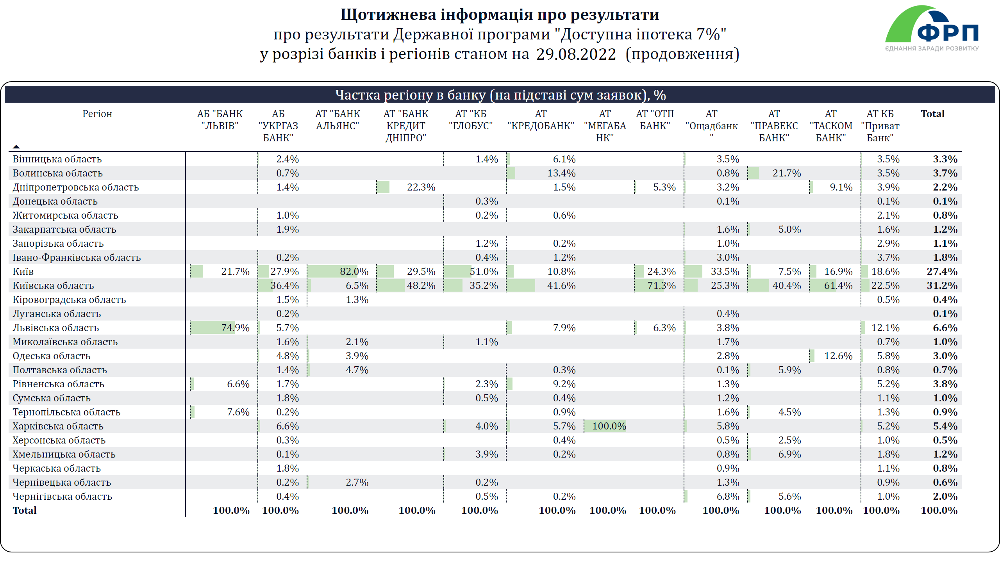 Щотижнева інформація про результати
про результати Державної програми "Доступна іпотека 7%"
у розрізі банків і регіонів станом на 29.08.2022 (продовження)
ФРП
ЄДНАННЯ ЗАРАДИ РОЗВИТКУ
Частка регіону в банку (на підставі сум заявок), %
Регіон АБ "БАНК АБ АТ "БАНК АТ "БАНК АТ "КБ АТ АТ АТ "ОТП АТ АТ АТ АТ КБ Total
"ЛЬВІВ" "УКРГАЗ АЛЬЯНС" КРЕДИТ "ГЛОБУС" "КРЕДОБАНК" "МЕГАБА БАНК" "Ощадбанк "ПРАВЕКС "ТАСКОМ "Приват
БАНК" ДНІПРО" НК" " БАНК" БАНК" Банк"
Вінницька область 2.4% 1.4% 6.1% 3.5% 3.5% 3.3%
Волинська область 0.7% 13.4% 0.8% 21.7% 3.5% 3.7%
Дніпропетровська область 1.4% 22.3% 1.5% 5.3% 3.2% 9.1% 3.9% 2.2%
Донецька область 0.3% 0.1% 0.1% 0.1%
Житомирська область 1.0% 0.2% 0.6% 2.1% 0.8%
Закарпатська область 1.9% 1.6% 5.0% 1.6% 1.2%
Запорізька область 1.2% 0.2% 1.0% 2.9% 1.1%
Івано-Франківська область 0.2% 0.4% 1.2% 3.0% 3.7% 1.8%
Київ 21.7% 27.9% 82.0% 29.5% 51.0% 10.8% 24.3% 33.5% 7.5% 16.9% 18.6% 27.4%
Київська область 36.4% 6.5% 48.2% 35.2% 41.6% 71.3% 25.3% 40.4% 61.4% 22.5% 31.2%
Кіровоградська область 1.5% 1.3% 0.5% 0.4%
Луганська область 0.2% 0.4% 0.1%
Львівська область 74.9% 5.7% 7.9% 6.3% 3.8% 12.1% 6.6%
Миколаївська область 1.6% 2.1% 1.1% 1.7% 0.7% 1.0%
Одеська область 4.8% 3.9% 2.8% 12.6% 5.8% 3.0%
Полтавська область 1.4% 4.7% 0.3% 0.1% 5.9% 0.8% 0.7%
Рівненська область 6.6% 1.7% 2.3% 9.2% 1.3% 5.2% 3.8%
Сумська область 1.8% 0.5% 0.4% 1.2% 1.1% 1.0%
Тернопільська область 7.6% 0.2% 0.9% 1.6% 4.5% 1.3% 0.9%
Харківська область 6.6% 4.0% 5.7% 100.0% 5.8% 5.2% 5.4%
Херсонська область 0.3% 0.4% 0.5% 2.5% 1.0% 0.5%
Хмельницька область 0.1% 3.9% 0.2% 0.8% 6.9% 1.8% 1.2%
Черкаська область 1.8% 0.9% 1.1% 0.8%
Чернівецька область 0.2% 2.7% 0.2% 1.3% 0.9% 0.6%
Чернігівська область 0.4% 0.5% 0.2% 6.8% 5.6% 1.0% 2.0%
Total 100.0% 100.0% 100.0% 100.0% 100.0% 100.0% 100.0% 100.0% 100.0% 100.0% 100.0% 100.0% 100.0%